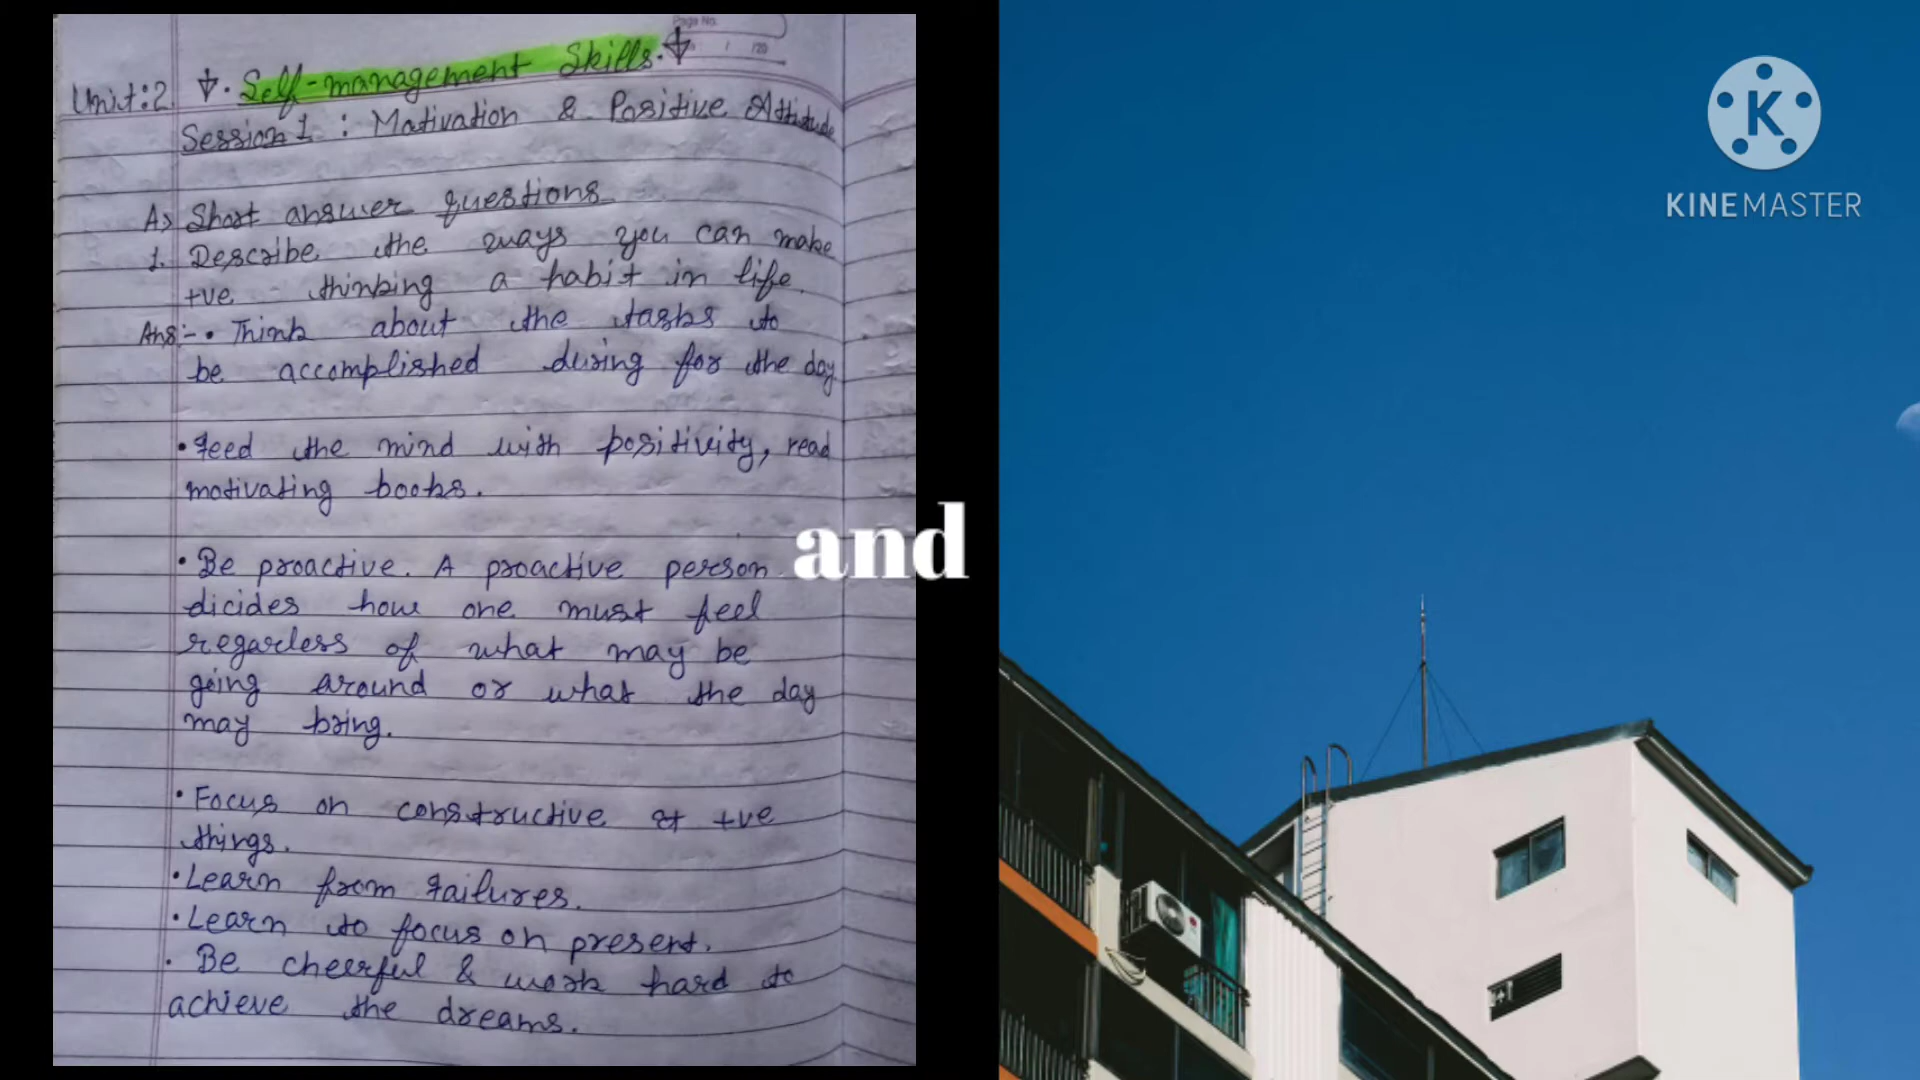 Page No.
Unit:2. Self-management Skills.
Session 1 : Motivation & Positive Attitude
A> Short answer questions
1. Describe the ways you can make
+ve thinking a habit in life.
Ans:- • Think about the tasks to
be accomplished during for the day
• feed the mind with positivity, read
motivating books.
• Be proactive. A proactive person
dicides how one must feel
regarless of what may be
going around or what the day
may bring.
• Focus on constructive & +ve
things.
• Learn from failures.
• Learn to focus on present.
• Be cheerful & work hard to
achieve the dreams.
and
K
KINEMASTER